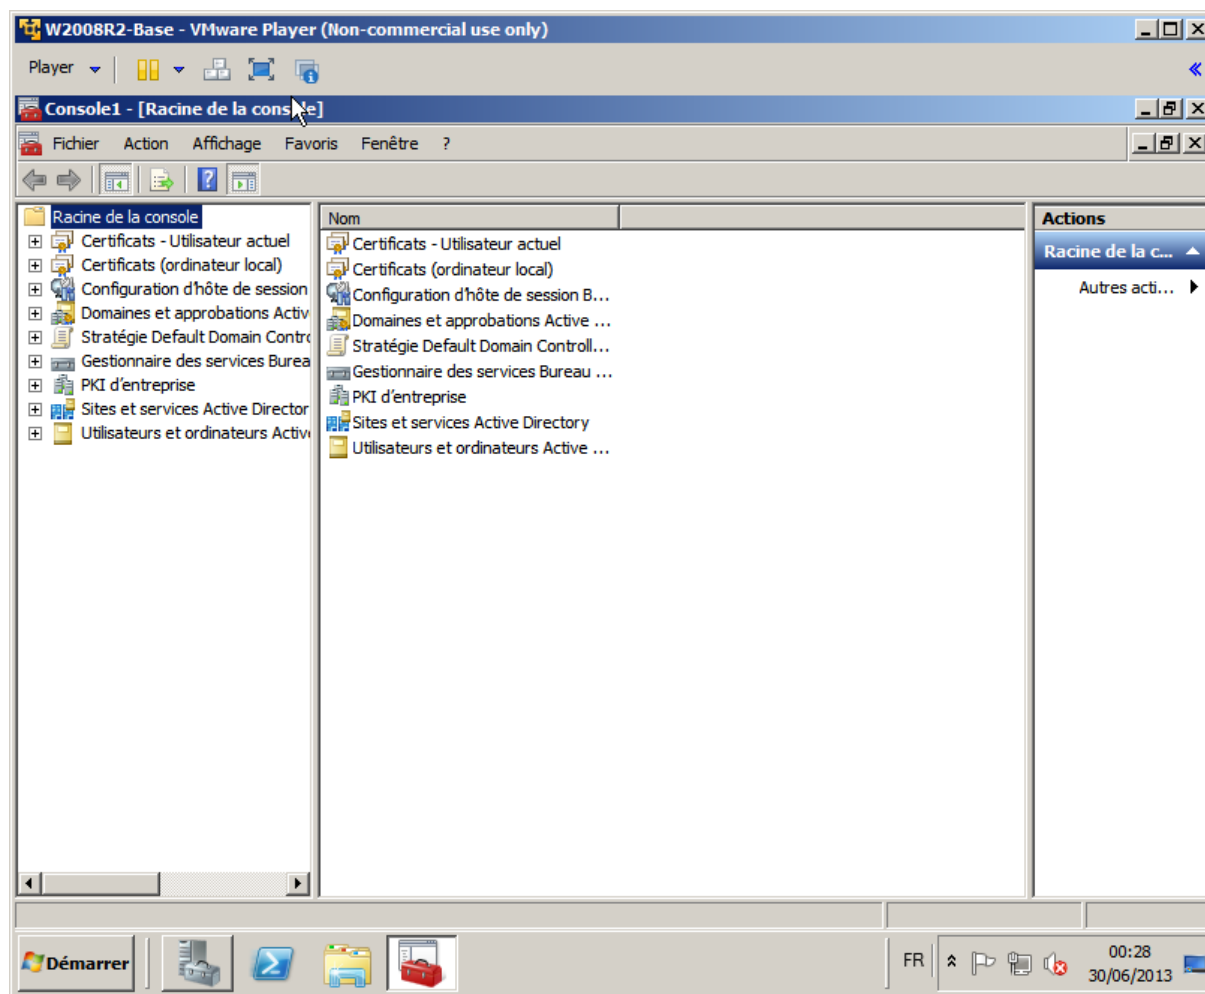 W2008R2-Base - VMware Player (Non-commercial use only)
Player
Console1 - [Racine de la console]
Fichier Action Affichage Favoris Fenêtre ?
Racine de la console
Certificats - Utilisateur actuel
Certificats (ordinateur local)
Configuration d'hôte de session
Domaines et approbations Activ
Stratégie Default Domain Contro
Gestionnaire des services Burea
PKI d'entreprise
Sites et services Active Director
Utilisateurs et ordinateurs Activ
Nom
Certificats - Utilisateur actuel
Certificats (ordinateur local)
Configuration d'hôte de session B...
Domaines et approbations Active ...
Stratégie Default Domain Controll...
Gestionnaire des services Bureau ...
PKI d'entreprise
Sites et services Active Directory
Utilisateurs et ordinateurs Active ...
Actions
Racine de la c...
Autres acti...
Démarrer
FR
00:28
30/06/2013